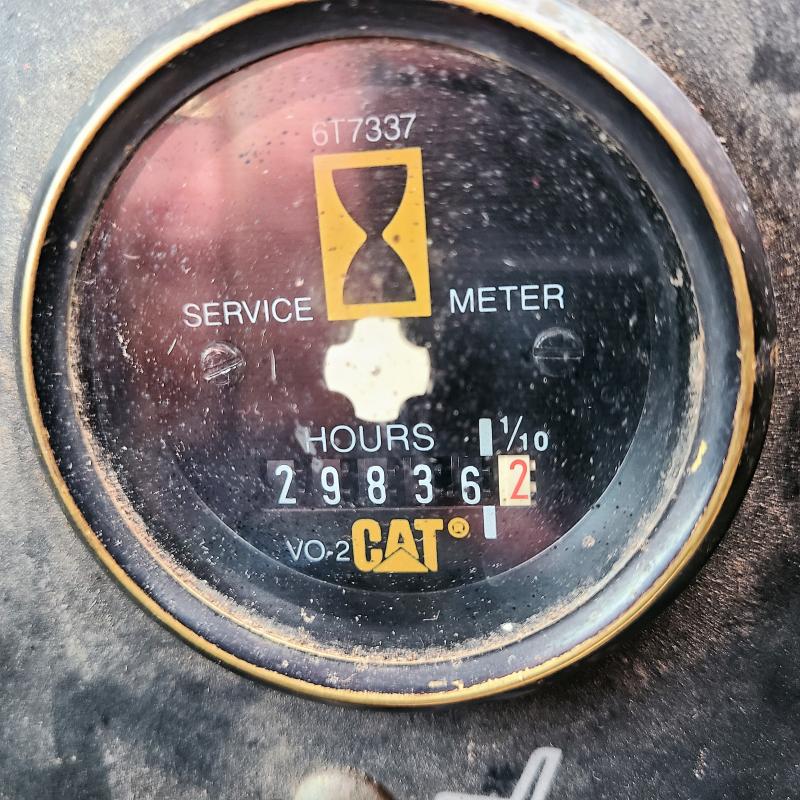 6T7337
SERVICE METER
HOURS 1/10
298362
VO-2 CAT®